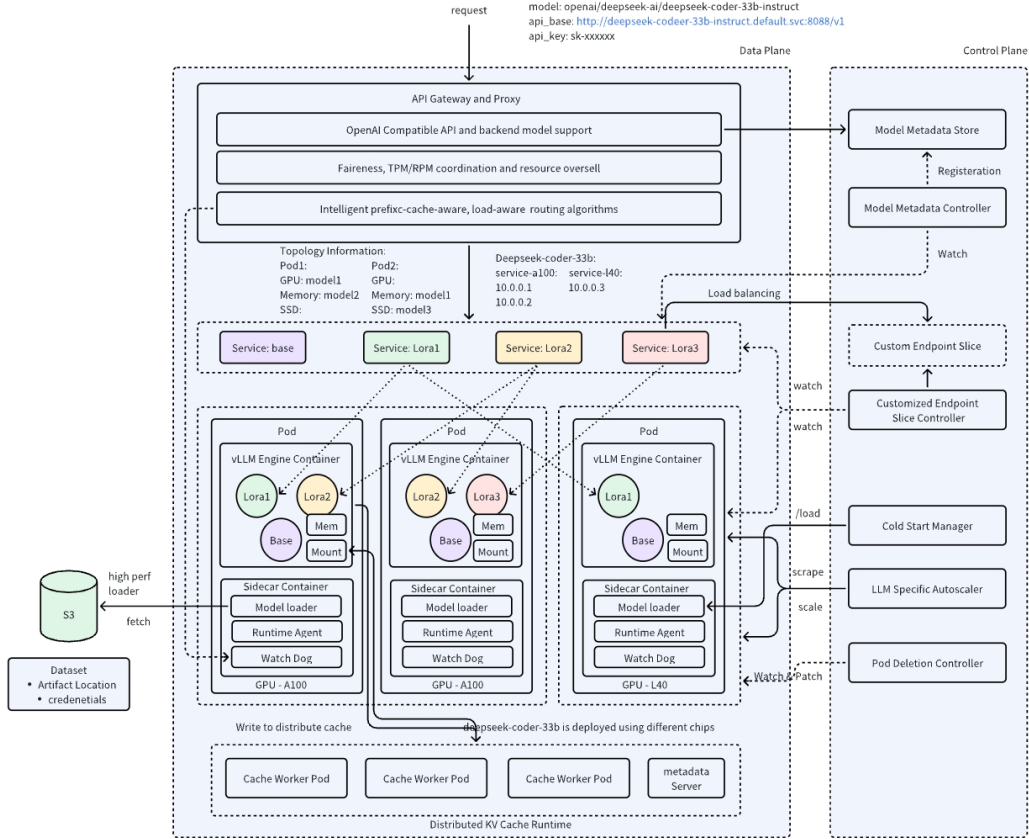 request
model: openai/deepseek-ai/deepseek-coder-33b-instruct
api_base: http://deepseek-codeer-33b-instruct.default.svc:8088/v1
api_key: sk-xxxxxx
Data Plane
Control Plane
API Gateway and Proxy
OpenAI Compatible API and backend model support
Faireness, TPM/RPM coordination and resource oversell
Intelligent prefixc-cache-aware, load-aware routing algorithms
Model Metadata Store
Registeration
Model Metadata Controller
Watch
Topology Information:
Pod1:
GPU: model1
Memory: model2
SSD:
Pod2:
GPU:
Memory: model1
SSD: model3
Deepseek-coder-33b:
service-a100:
10.0.0.1
10.0.0.2
service-l40:
10.0.0.3
Load balancing
Service: base
Service: Lora1
Service: Lora2
Service: Lora3
Custom Endpoint Slice
watch
Customized Endpoint
Slice Controller
watch
Pod
vLLM Engine Container
Lora1
Lora2
Base
Mem
Mount
Sidecar Container
Model loader
Runtime Agent
Watch Dog
GPU - A100
Pod
vLLM Engine Container
Lora2
Lora3
Base
Mem
Mount
Sidecar Container
Model loader
Runtime Agent
Watch Dog
GPU - A100
Pod
vLLM Engine Container
Lora1
Base
Mem
Mount
Sidecar Container
Model loader
Runtime Agent
Watch Dog
GPU - L40
/load
Cold Start Manager
scrape
LLM Specific Autoscaler
scale
Pod Deletion Controller
Watch & Patch
high perf
loader
fetch
S3
Dataset
• Artifact Location
• credenetials
Write to distribute cache
deepseek-coder-33b is deployed using different chips
Cache Worker Pod
Cache Worker Pod
Cache Worker Pod
metadata
Server
Distributed KV Cache Runtime